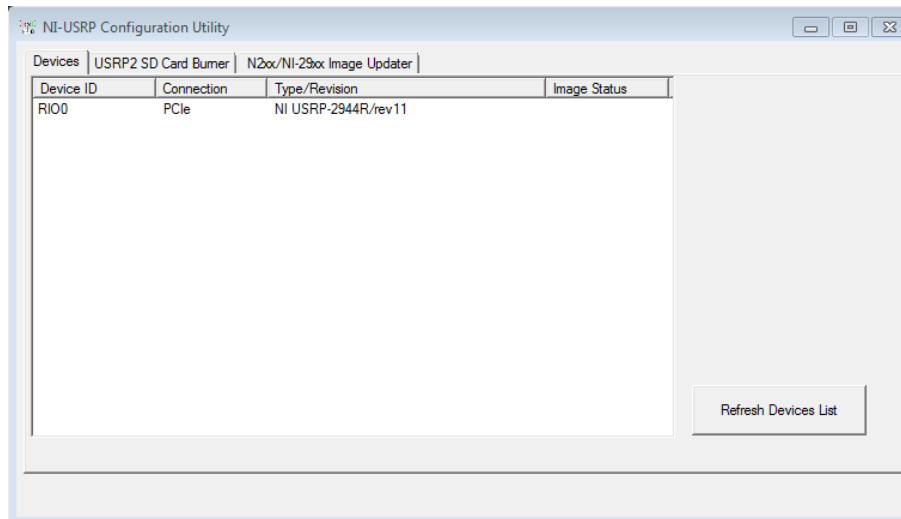 NI-USRP Configuration Utility
Devices USRP2 SD Card Burner N2xx/NI-29xx Image Updater
Device ID Connection Type/Revision Image Status
RIO0 PCIe NI USRP-2944R/rev11
Refresh Devices List